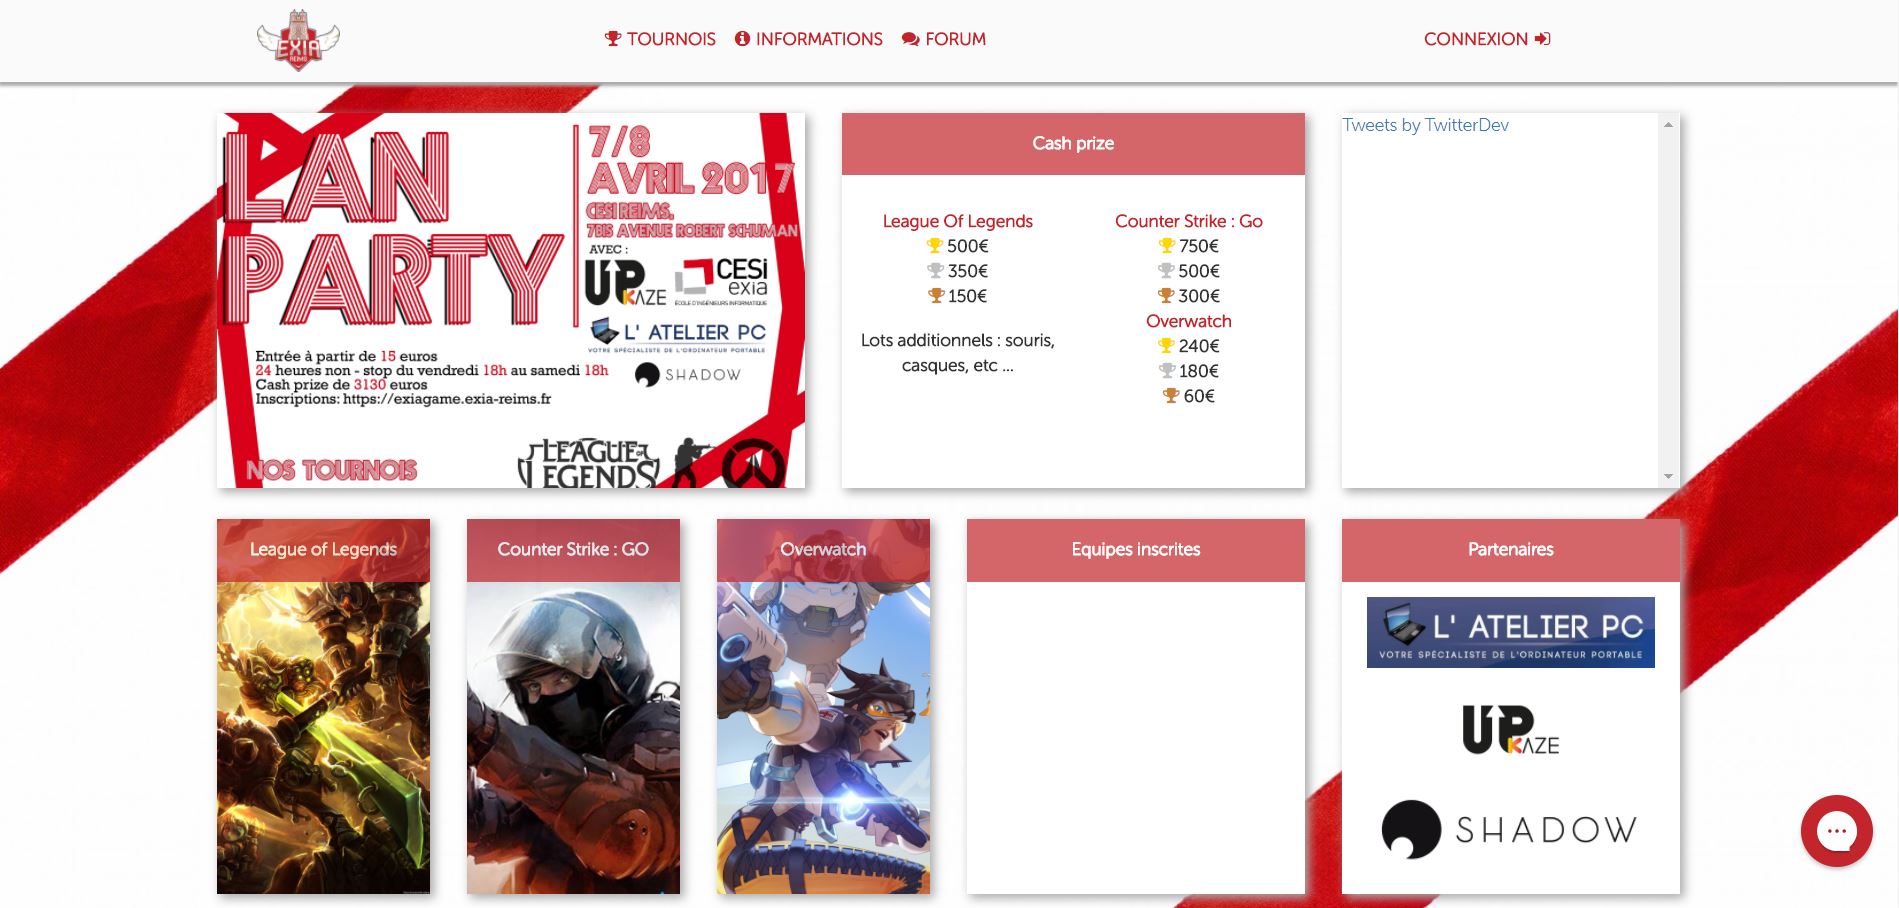 EXIA
REIMS
TOURNOIS
INFORMATIONS
FORUM
CONNEXION
LAN
PARTY
7/8
AVRIL 2017
CESI REIMS,
7BIS AVENUE ROBERT SCHUMAN
AVEC :
UP
KAZE
CESI
exia
ÉCOLE D'INGÉNIEURS INFORMATIQUE
L' ATELIER PC
VOTRE SPÉCIALISTE DE L'ORDINATEUR PORTABLE
SHADOW
Entrée à partir de 15 euros
24 heures non - stop du vendredi 18h au samedi 18h
Cash prize de 3130 euros
Inscriptions: https://exiagame.exia-reims.fr
NOS TOURNOIS
LEAGUE OF
LEGENDS
Cash prize
League Of Legends
500€
350€
150€
Lots additionnels : souris,
casques, etc ...
Counter Strike : Go
750€
500€
300€
Overwatch
240€
180€
60€
Tweets by TwitterDev
League of Legends
Counter Strike : GO
Overwatch
Equipes inscrites
Partenaires
L' ATELIER PC
VOTRE SPÉCIALISTE DE L'ORDINATEUR PORTABLE
UP
KAZE
SHADOW